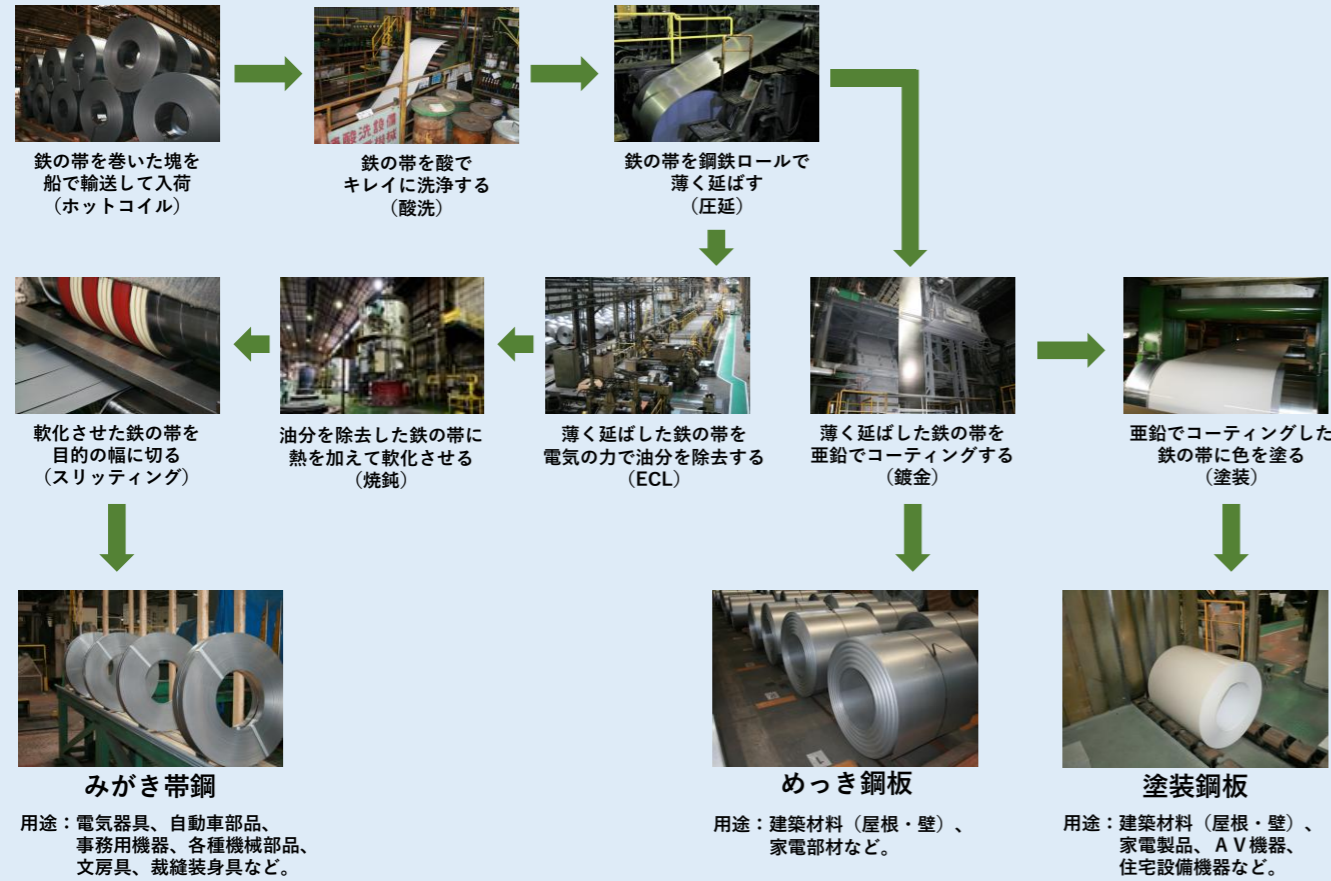 鉄の帯を巻いた塊を
船で輸送して入荷
（ホットコイル）
酸洗設備
鉄の帯を酸で
キレイに洗浄する
（酸洗）
鉄の帯を鋼鉄ロールで
薄く延ばす
（圧延）
軟化させた鉄の帯を
目的の幅に切る
（スリッティング）
油分を除去した鉄の帯に
熱を加えて軟化させる
（焼鈍）
薄く延ばした鉄の帯を
電気の力で油分を除去する
（ECL）
薄く延ばした鉄の帯を
亜鉛でコーティングする
（鍍金）
亜鉛でコーティングした
鉄の帯に色を塗る
（塗装）
みがき帯鋼
用途：電気器具、自動車部品、
事務用機器、各種機械部品、
文房具、裁縫装身具など。
めっき鋼板
用途：建築材料（屋根・壁）、
家電部材など。
塗装鋼板
用途：建築材料（屋根・壁）、
家電製品、ＡＶ機器、
住宅設備機器など。